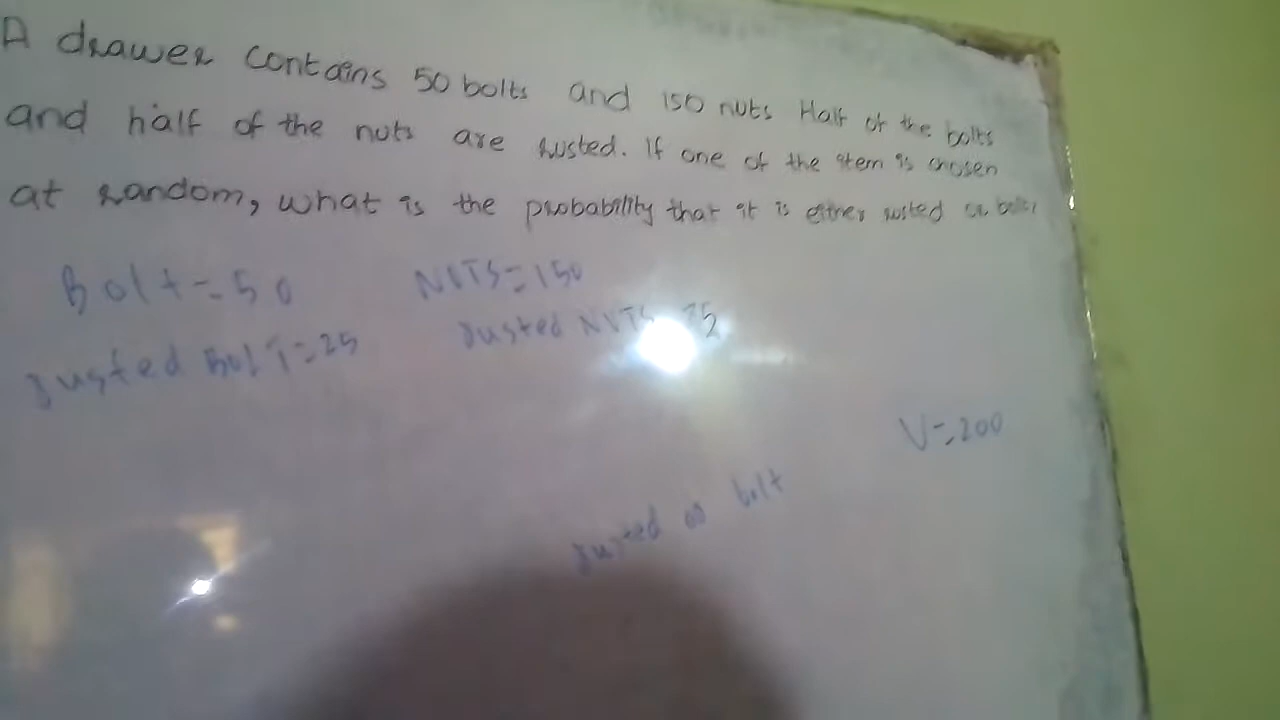 A drawer contains 50 bolts and 150 nuts Half of the bolts
and half of the nuts are rusted. If one of the item is chosen
at random, what is the probability that it is either rusted or bolt?
Bolt = 50 NUTS = 150
rusted Bolt = 25 rusted NUTS 75
U = 200
rusted or bolt